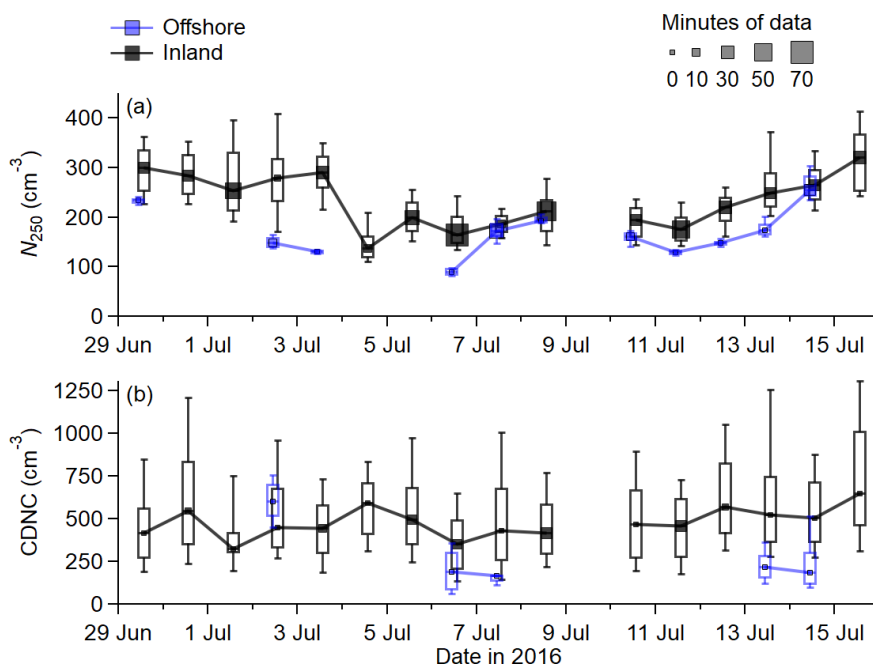 Offshore
Inland
Minutes of data
0 10 30 50 70
(a)
400
300
200
100
0
N250 (cm-3)
29 Jun 1 Jul 3 Jul 5 Jul 7 Jul 9 Jul 11 Jul 13 Jul 15 Jul
(b)
1250
1000
750
500
250
0
CDNC (cm-3)
29 Jun 1 Jul 3 Jul 5 Jul 7 Jul 9 Jul 11 Jul 13 Jul 15 Jul
Date in 2016